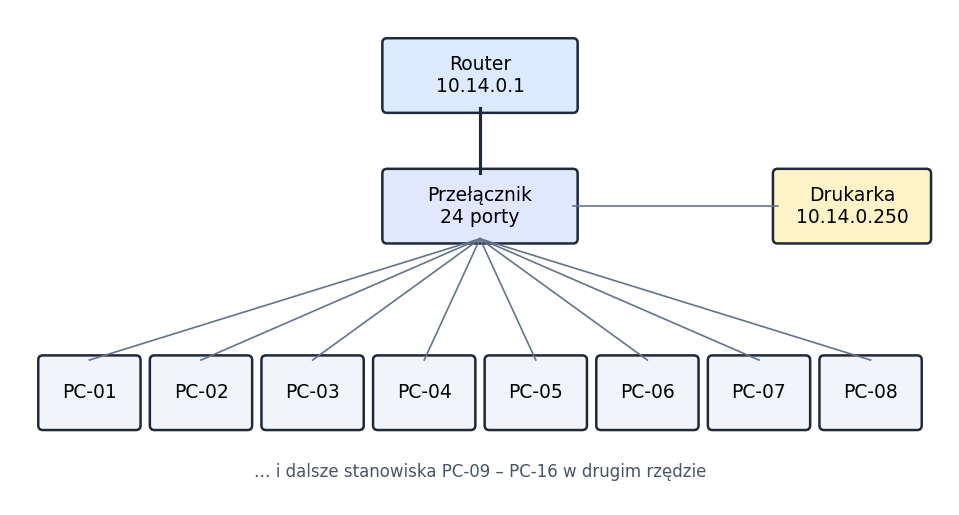 Router
10.14.0.1
Przełącznik
24 porty
Drukarka
10.14.0.250
PC-01
PC-02
PC-03
PC-04
PC-05
PC-06
PC-07
PC-08
... i dalsze stanowiska PC-09 – PC-16 w drugim rzędzie